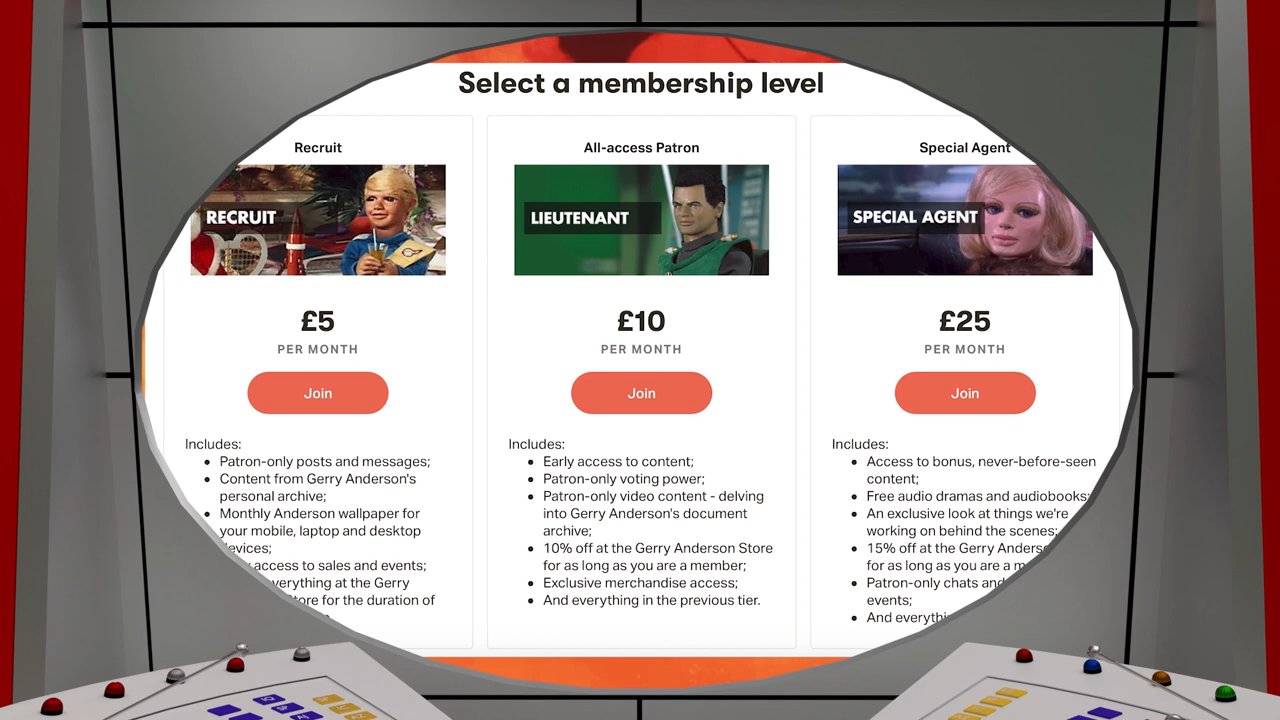 Select a membership level
Recruit
RECRUIT
£5
PER MONTH
Join
Includes:
Patron-only posts and messages;
Content from Gerry Anderson's
personal archive;
Monthly Anderson wallpaper for
your mobile, laptop and desktop
access to sales and events;
everything at the Gerry
Store for the duration of
All-access Patron
LIEUTENANT
£10
PER MONTH
Join
Includes:
Early access to content;
Patron-only voting power;
Patron-only video content - delving
into Gerry Anderson's document
archive;
10% off at the Gerry Anderson Store
for as long as you are a member;
Exclusive merchandise access;
And everything in the previous tier.
Special Agent
SPECIAL AGENT
£25
PER MONTH
Join
Includes:
Access to bonus, never-before-seen
content;
Free audio dramas and audiobooks;
An exclusive look at things we're
working on behind the scenes;
15% off at the Gerry
for as long as you are a
Patron-only chats and
events;
And